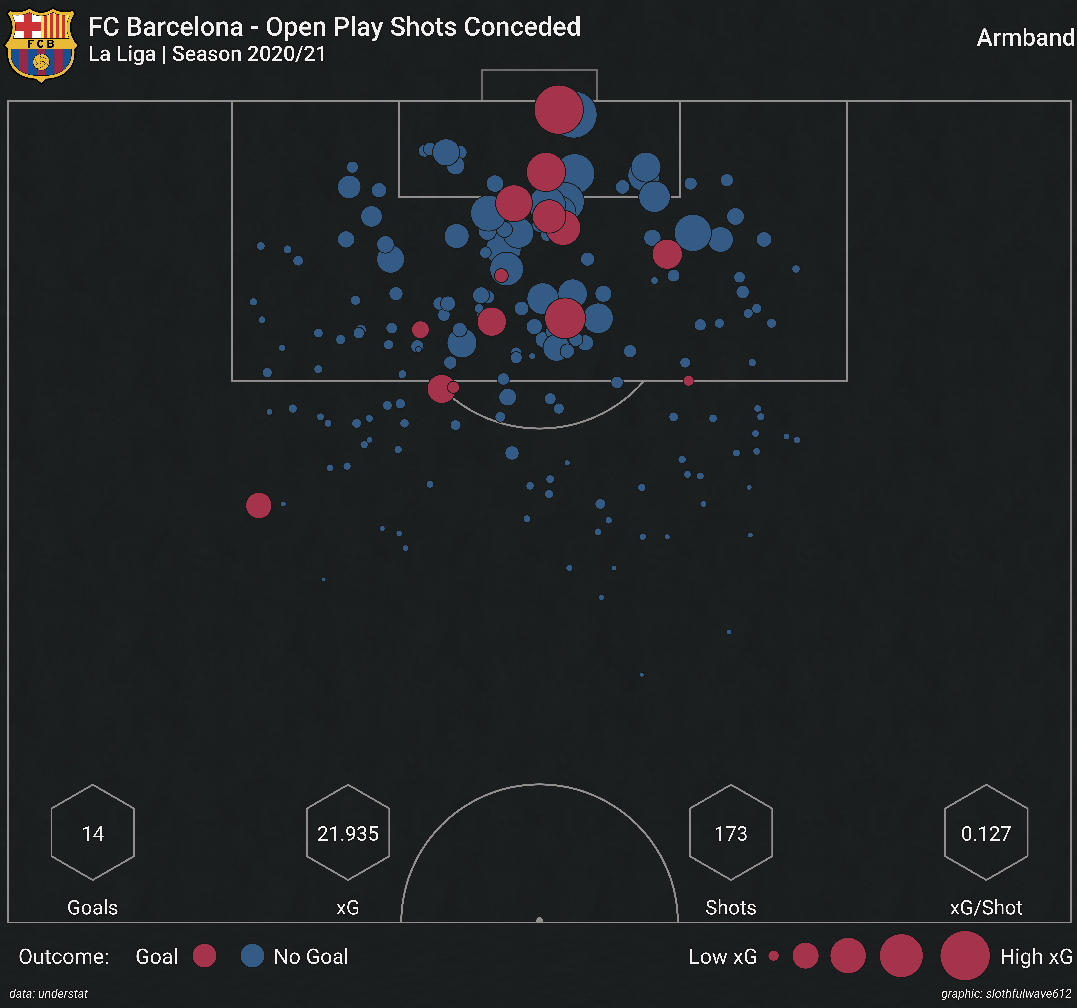 FC Barcelona - Open Play Shots Conceded
La Liga | Season 2020/21
Armband
FCB
14
21.935
173
0.127
Goals
xG
Shots
xG/Shot
Outcome: Goal No Goal
Low xG High xG
data: understat
graphic: slothfulwave612